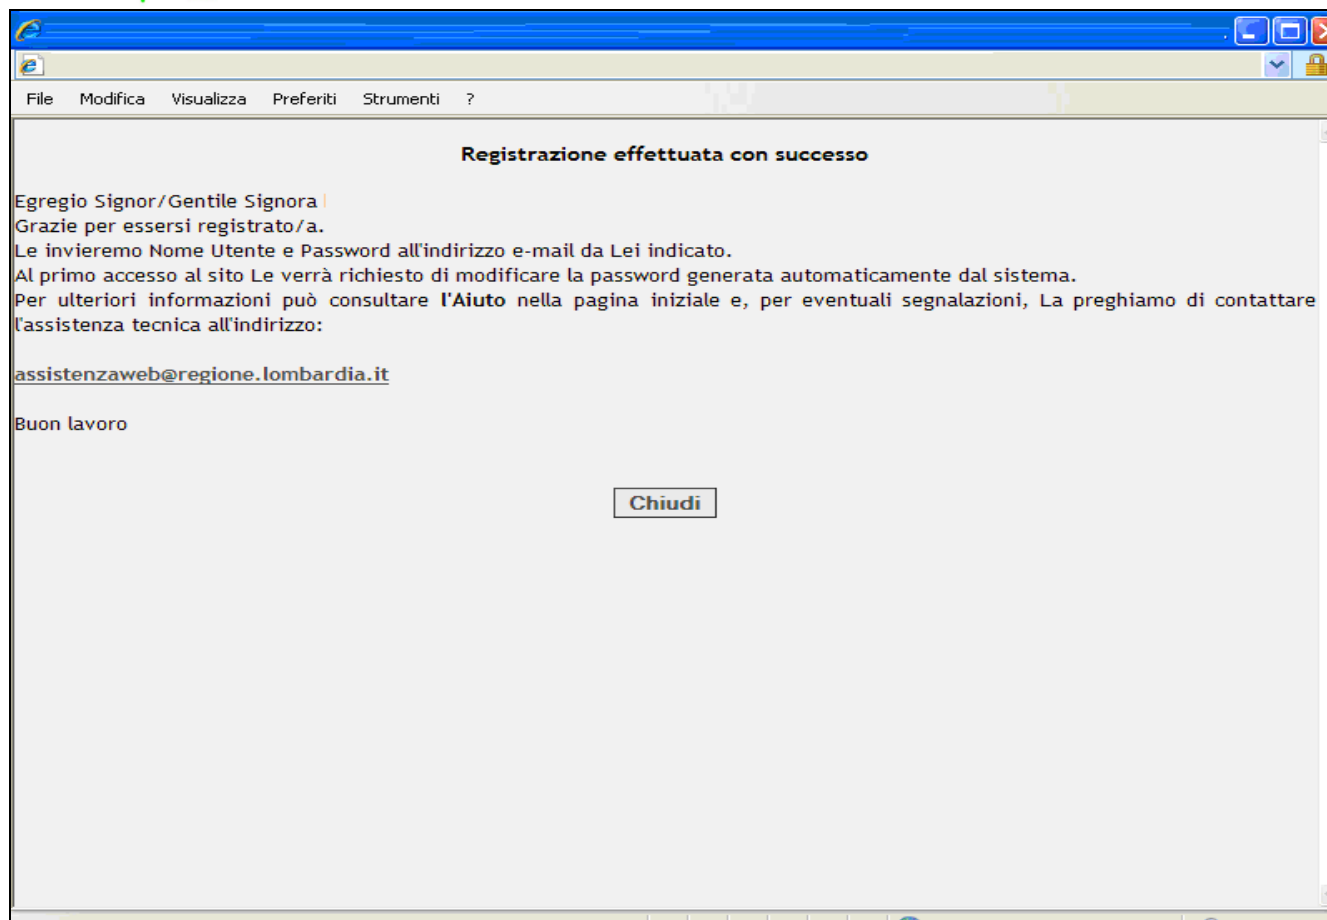 File Modifica Visualizza Preferiti Strumenti ?
Registrazione effettuata con successo
Egregio Signor/Gentile Signora
Grazie per essersi registrato/a.
Le invieremo Nome Utente e Password all'indirizzo e-mail da Lei indicato.
Al primo accesso al sito Le verrà richiesto di modificare la password generata automaticamente dal sistema.
Per ulteriori informazioni può consultare l'Aiuto nella pagina iniziale e, per eventuali segnalazioni, La preghiamo di contattare
l'assistenza tecnica all'indirizzo:
assistenzaweb@regione.lombardia.it
Buon lavoro
Chiudi